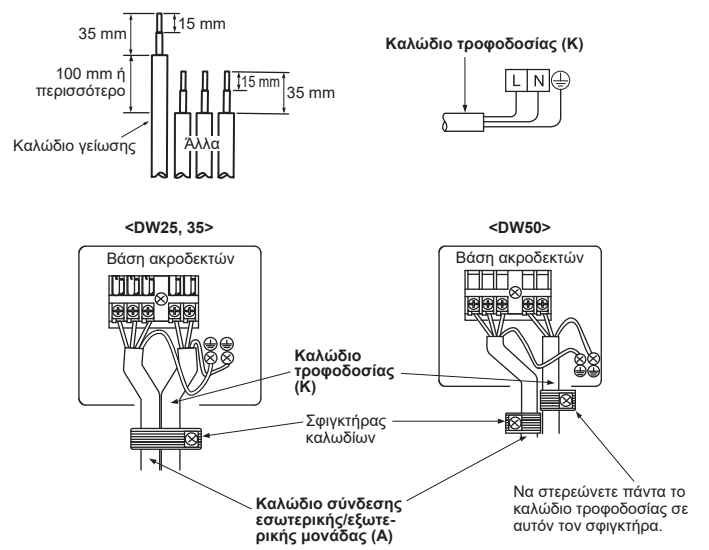 35 mm
15 mm
100 mm ή
περισσότερο
Καλώδιο γείωσης
Άλλα
15 mm
35 mm
Καλώδιο τροφοδοσίας (K)
L N
<DW25, 35>
Βάση ακροδεκτών
<DW50>
Βάση ακροδεκτών
Καλώδιο
τροφοδοσίας
(K)
Σφιγκτήρας
καλωδίων
Καλώδιο σύνδεσης
εσωτερικής/εξωτε-
ρικής μονάδας (A)
Να στερεώνετε πάντα το
καλώδιο τροφοδοσίας σε
αυτόν τον σφιγκτήρα.